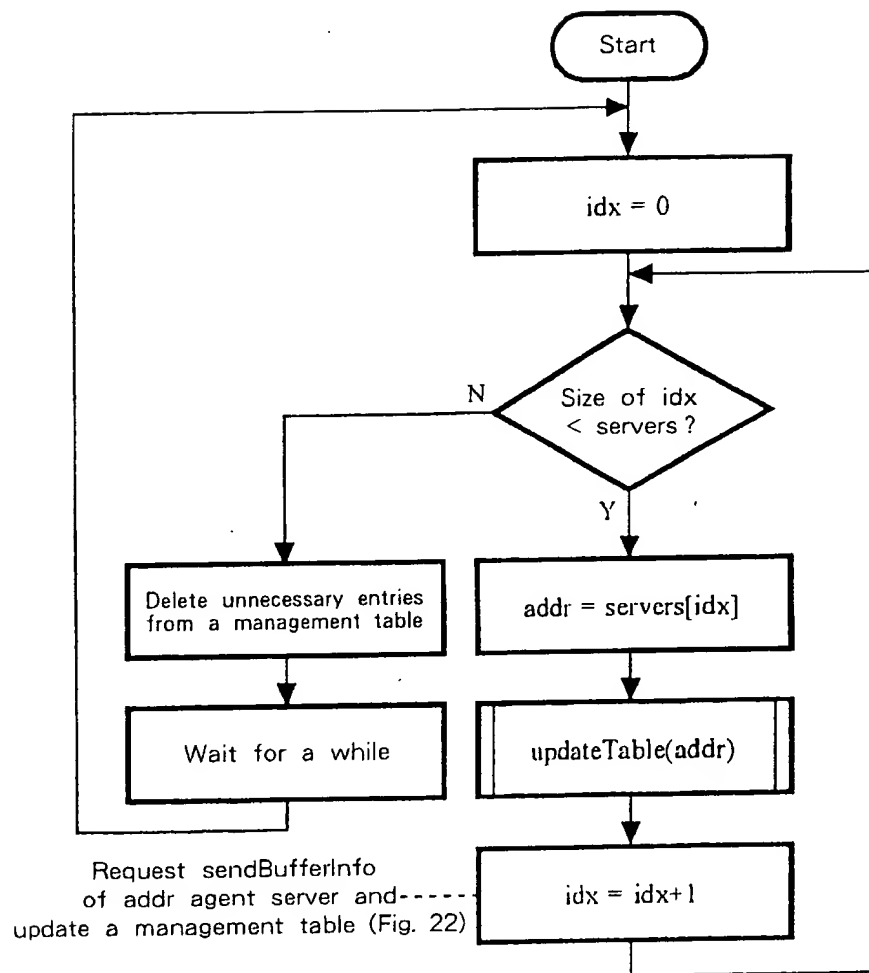 Start
idx = 0
N
Size of idx
< servers ?
Y
Delete unnecessary entries
from a management table
addr = servers[idx]
Wait for a while
updateTable(addr)
Request sendBufferInfo
of addr agent server and
update a management table (Fig. 22)
idx = idx+1